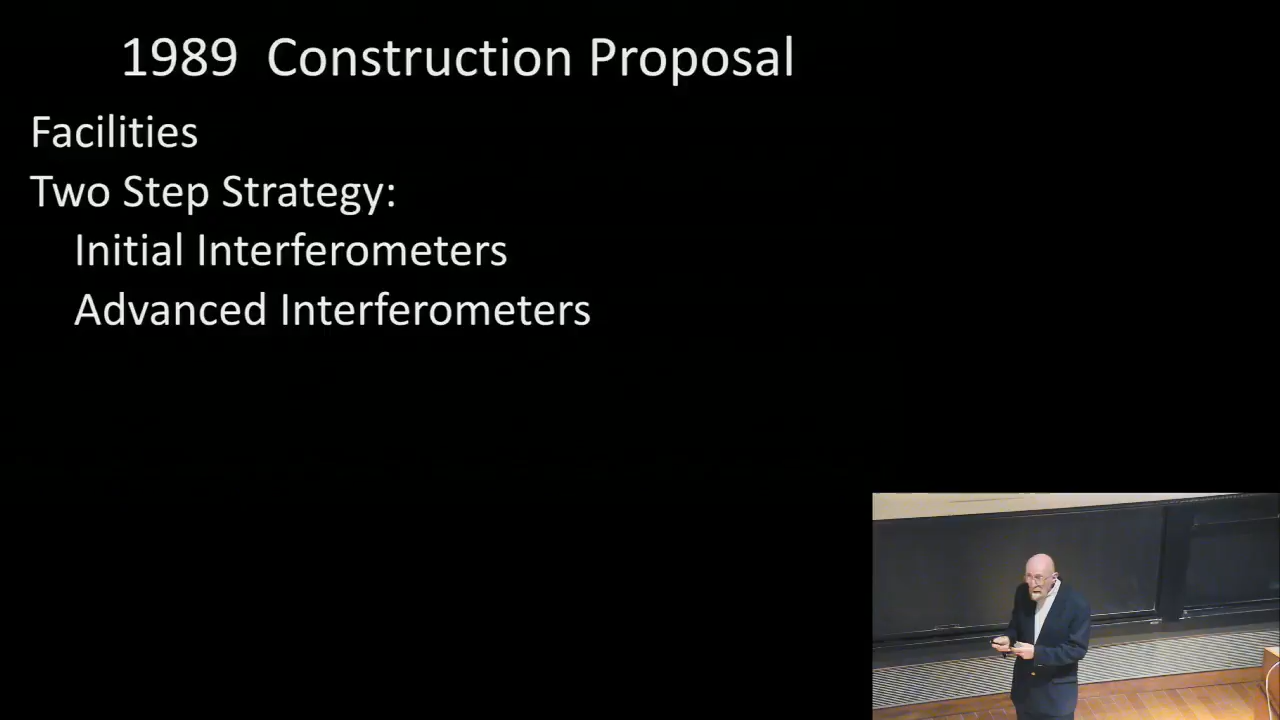 1989 Construction Proposal
Facilities
Two Step Strategy:
Initial Interferometers
Advanced Interferometers